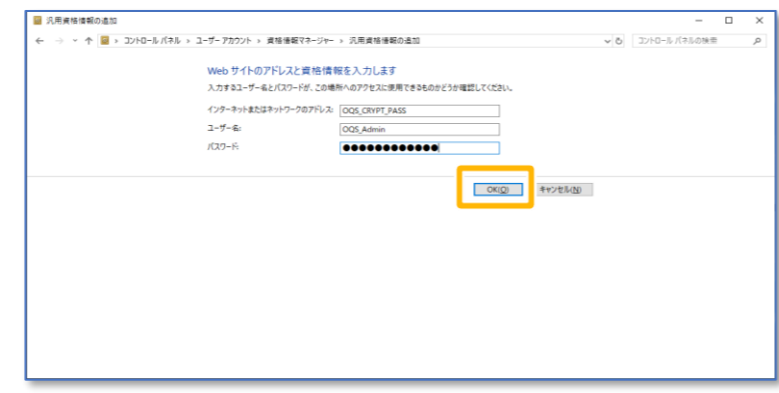 汎用資格情報の追加
コントロール パネル > ユーザー アカウント > 資格情報マネージャー > 汎用資格情報の追加
コントロール パネルの検索
Web サイトのアドレスと資格情報を入力します
入力するユーザー名とパスワードが、この場所へのアクセスに使用できるものかどうか確認してください。
インターネットまたはネットワークのアドレス: OQS_CRYPT_PASS
ユーザー名: OQS_Admin
パスワード: ●●●●●●●●●●●●
OK(O) キャンセル(N)